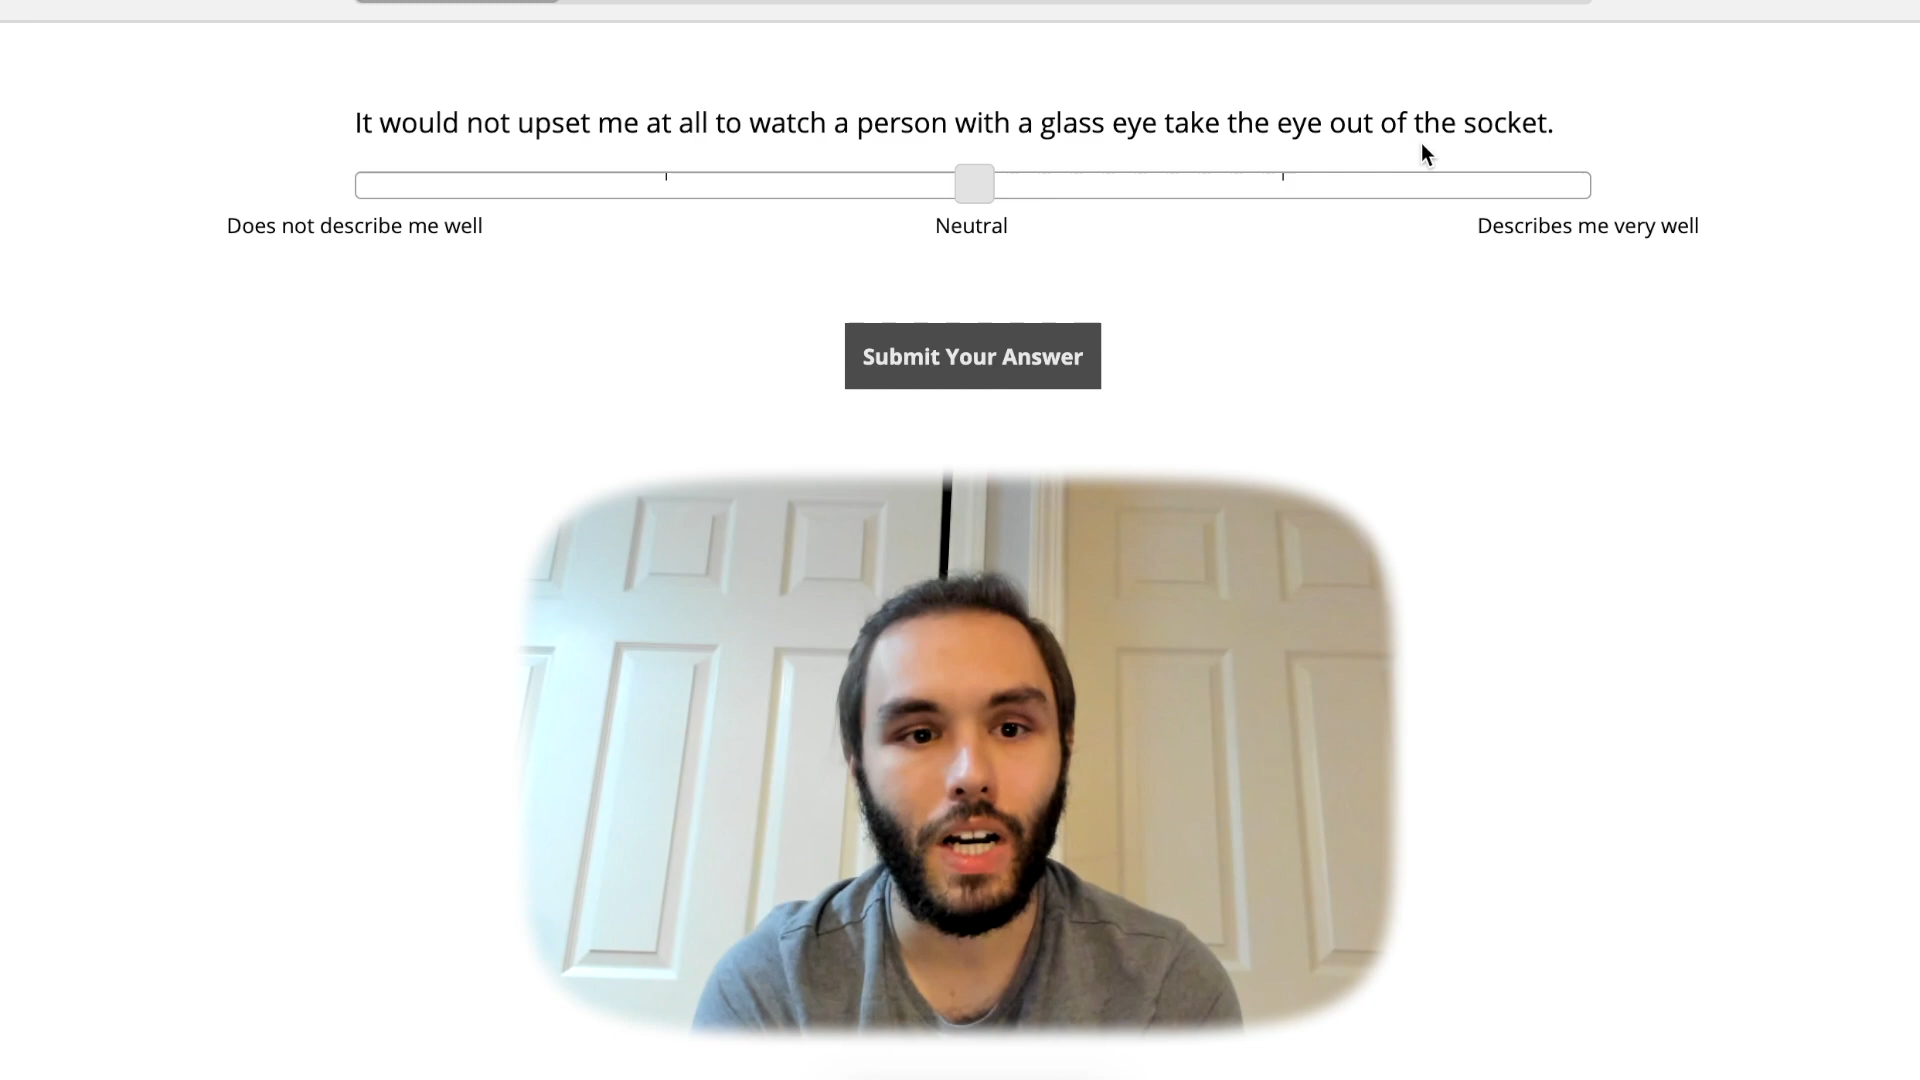 It would not upset me at all to watch a person with a glass eye take the eye out of the socket.
Does not describe me well Neutral Describes me very well
Submit Your Answer